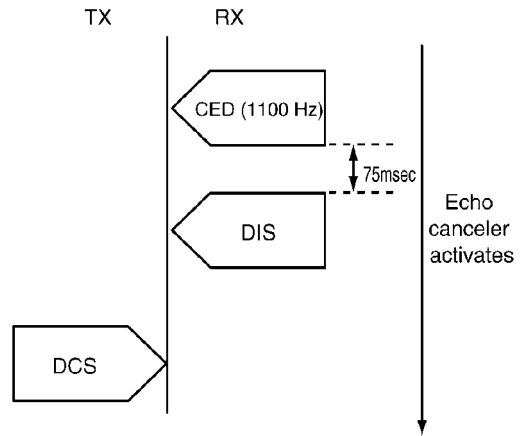 TX RX
CED (1100 Hz)
75msec
DIS
Echo
canceler
activates
DCS